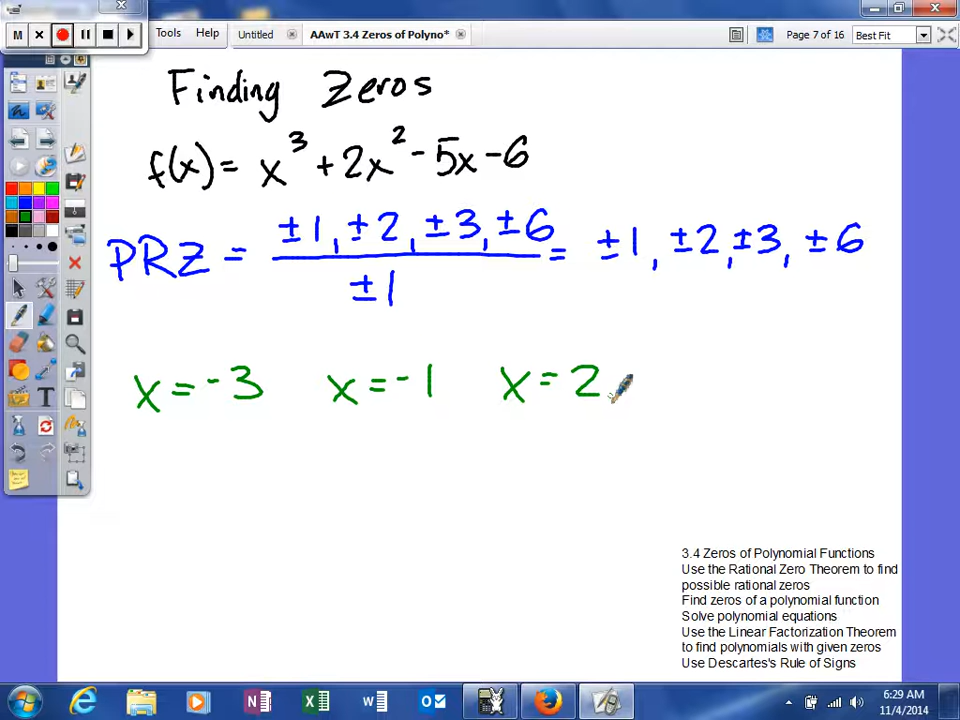 M
Tools Help Untitled AAwT 3.4 Zeros of Polyno* Page 7 of 16 Best Fit
Finding Zeros
f(x) = x³ + 2x² - 5x - 6
PRZ = ±1, ±2, ±3, ±6 / ±1 = ±1, ±2, ±3, ±6
x = -3 x = -1 x = 2
3.4 Zeros of Polynomial Functions
Use the Rational Zero Theorem to find
possible rational zeros
Find zeros of a polynomial function
Solve polynomial equations
Use the Linear Factorization Theorem
to find polynomials with given zeros
Use Descartes's Rule of Signs
6:29 AM
11/4/2014